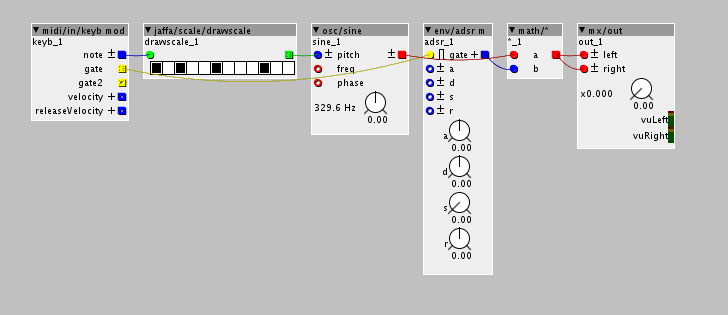 midi/in/keyb mod
keyb_1
note ±
gate
gate2
velocity +
releaseVelocity +
jaffa/scale/drawscale
drawscale_1
osc/sine
sine_1
± pitch ±
freq
phase
329.6 Hz
0.00
env/adsr m
adsr_1
gate +
± a
± d
± s
± r
a
0.00
d
0.00
s
0.00
r
0.00
math/*
*_1
a
b
mx/out
out_1
± left
± right
x0.000
0.00
vuLeft
vuRight